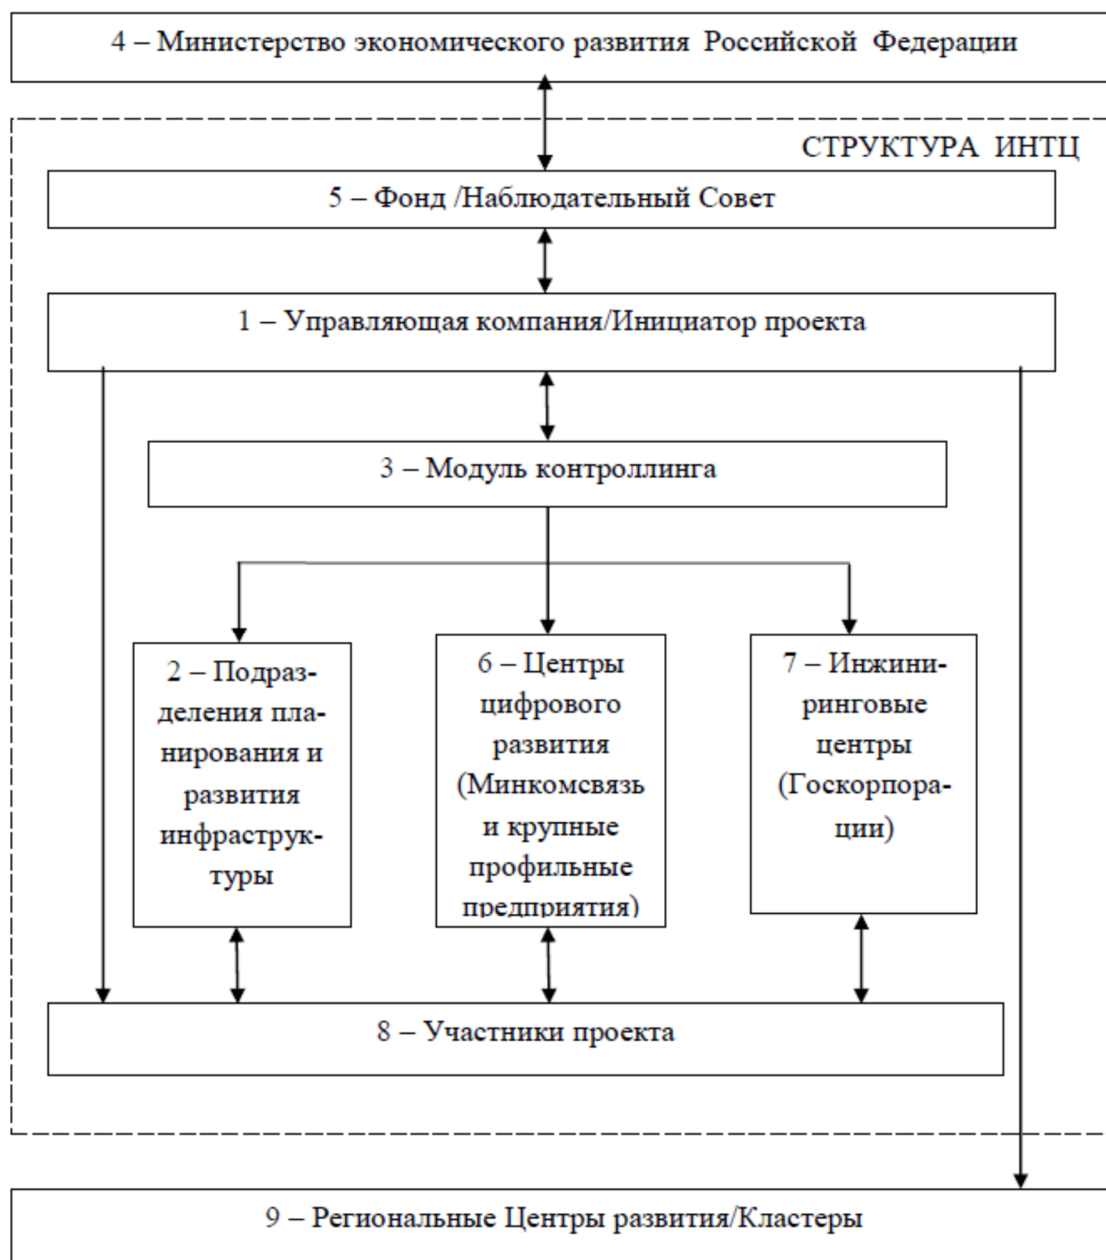 4 – Министерство экономического развития Российской Федерации
СТРУКТУРА ИНТЦ
5 – Фонд /Наблюдательный Совет
1 – Управляющая компания/Инициатор проекта
3 – Модуль контроллинга
2 – Подраз-
деления пла-
нирования и
развития
инфраструк-
туры
6 – Центры
цифрового
развития
(Минкомсвязь
и крупные
профильные
предприятия)
7 – Инжини-
ринговые
центры
(Госкорпора-
ции)
8 – Участники проекта
9 – Региональные Центры развития/Кластеры